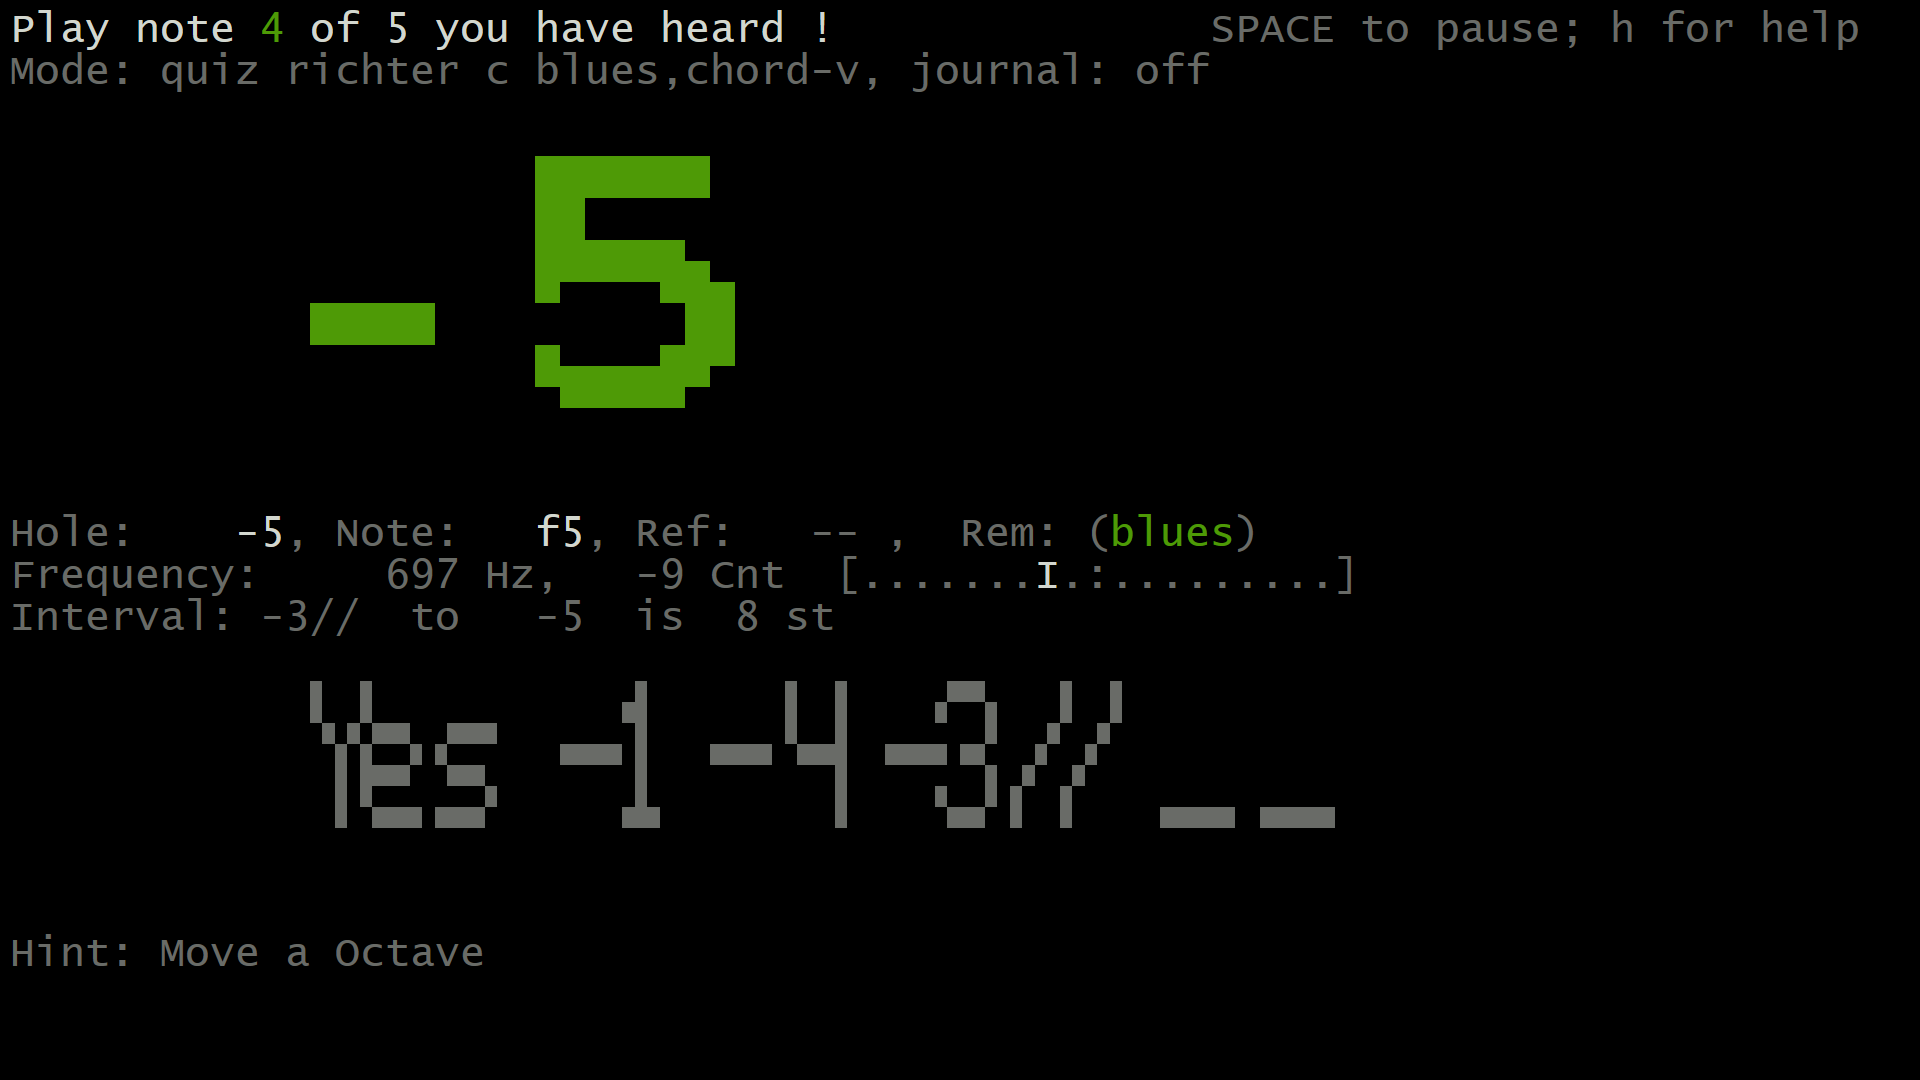 Play note 4 of 5 you have heard ! SPACE to pause; h for help
Mode: quiz richter c blues,chord-v, journal: off
-5
Hole: -5, Note: f5, Ref: -- , Rem: (blues)
Frequency: 697 Hz, -9 Cnt [.......I.:.........]
Interval: -3// to -5 is 8 st
Yes -1 -4 -3// _ _
Hint: Move a Octave